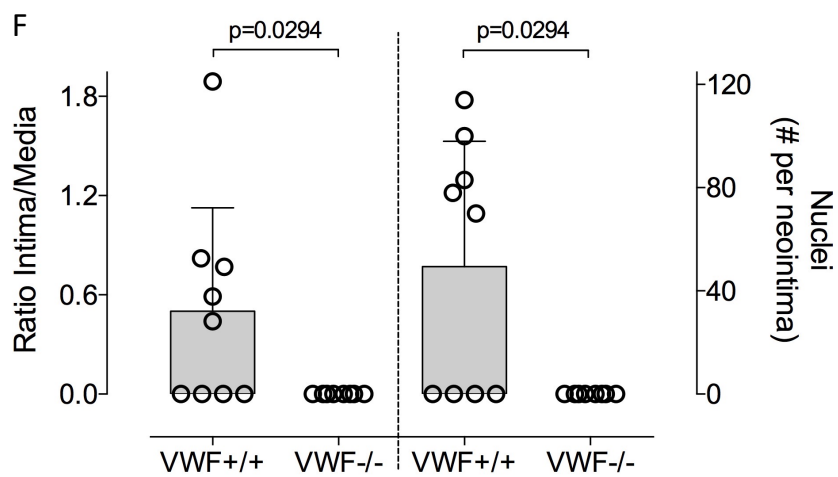 F
p=0.0294
p=0.0294
Ratio Intima/Media
1.8
1.2
0.6
0.0
120
80
40
0
Nuclei
(# per neointima)
VWF+/+
VWF-/-
VWF+/+
VWF-/-